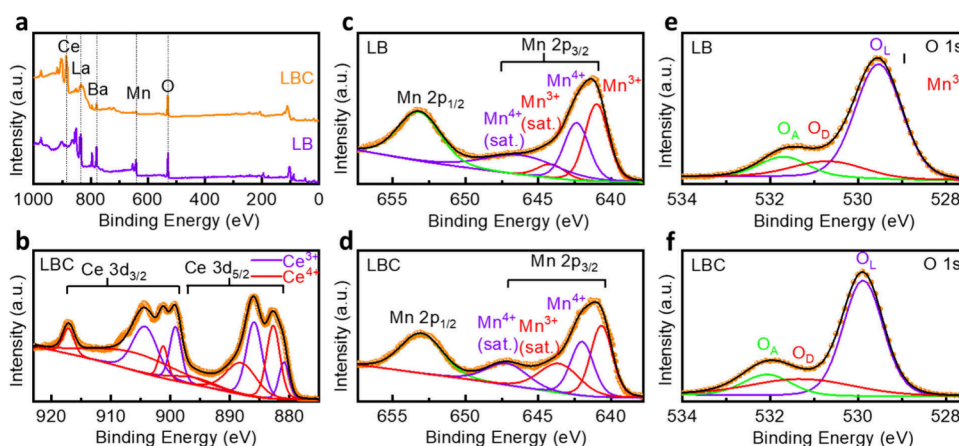 a
Ce
La
Ba
Mn
O
LBC
LB
Intensity (a.u.)
1000 800 600 400 200 0
Binding Energy (eV)
b
LBC
Ce 3d3/2
Ce 3d5/2
Ce3+
Ce4+
Intensity (a.u.)
920 910 900 890 880
Binding Energy (eV)
c
LB
Mn 2p3/2
Mn 2p1/2
Mn4+
(sat.)
Mn3+
(sat.)
Mn4+
Mn3+
Intensity (a.u.)
655 650 645 640
Binding Energy (eV)
d
LBC
Mn 2p3/2
Mn 2p1/2
Mn4+
(sat.)
Mn3+
(sat.)
Mn4+
Intensity (a.u.)
655 650 645 640
Binding Energy (eV)
e
LB
OL
O 1s
Mn3
OA
OD
Intensity (a.u.)
534 532 530 528
Binding Energy (eV)
f
LBC
OL
O 1s
OA
OD
Intensity (a.u.)
534 532 530 528
Binding Energy (eV)